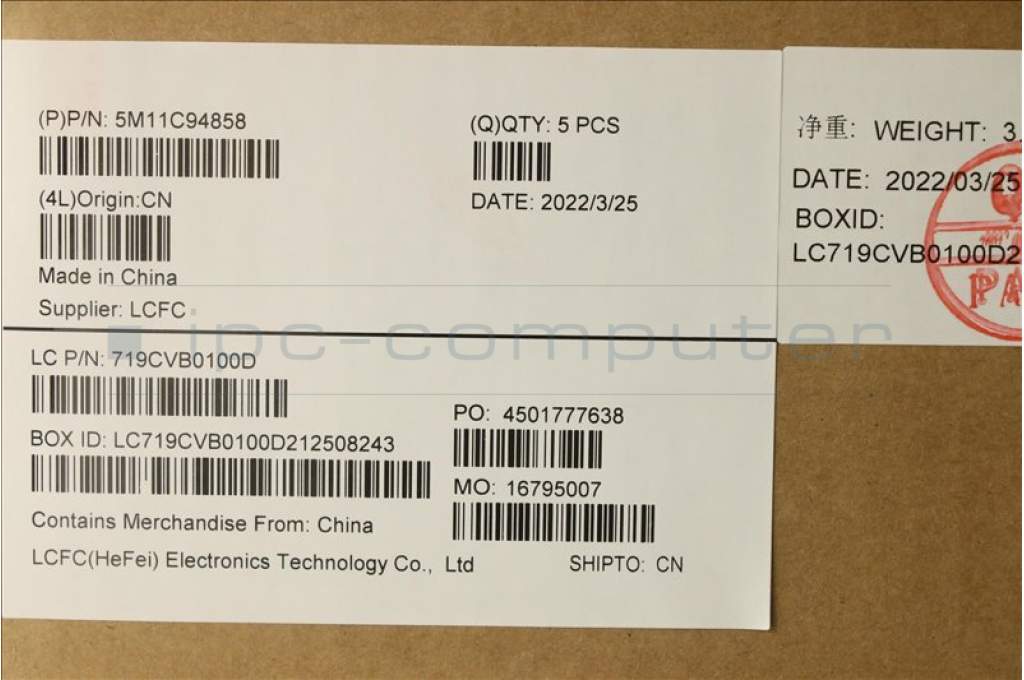 (P)P/N: 5M11C94858
(Q)QTY: 5 PCS
(4L)Origin:CN
DATE: 2022/3/25
Made in China
Supplier: LCFC
LC P/N: 719CVB0100D
PO: 4501777638
BOX ID: LC719CVB0100D212508243
MO: 16795007
Contains Merchandise From: China
LCFC(HeFei) Electronics Technology Co., Ltd
SHIPTO: CN
净重: WEIGHT: 3.
DATE: 2022/03/25
BOXID:
LC719CVB0100D2
PA
ipc-computer